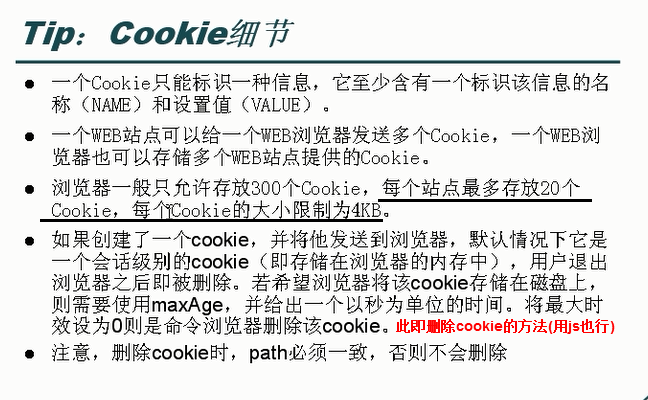 Tip：Cookie细节
● 一个Cookie只能标识一种信息，它至少含有一个标识该信息的名
称（NAME）和设置值（VALUE）。
● 一个WEB站点可以给一个WEB浏览器发送多个Cookie，一个WEB浏
览器也可以存储多个WEB站点提供的Cookie。
● 浏览器一般只允许存放300个Cookie，每个站点最多存放20个
Cookie，每个Cookie的大小限制为4KB。
● 如果创建了一个cookie，并将他发送到浏览器，默认情况下它是
一个会话级别的cookie（即存储在浏览器的内存中），用户退出
浏览器之后即被删除。若希望浏览器将该cookie存储在磁盘上，
则需要使用maxAge，并给出一个以秒为单位的时间。将最大时
效设为0则是命令浏览器删除该cookie。此即删除cookie的方法(用js也行)
● 注意，删除cookie时，path必须一致，否则不会删除